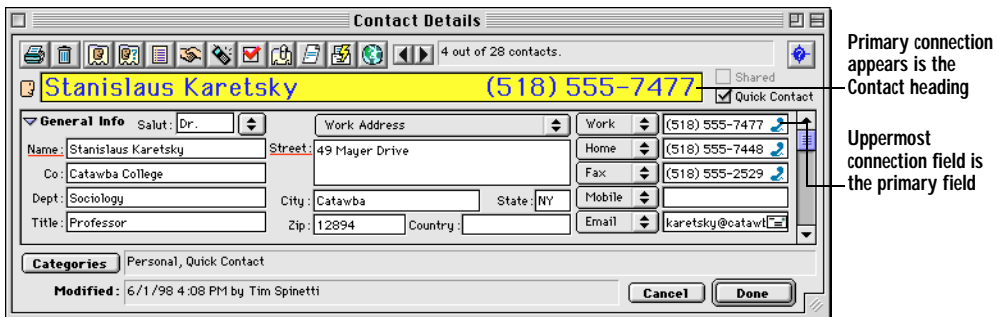 Contact Details
4 out of 28 contacts.
Stanislaus Karetsky (518) 555-7477
Shared
Quick Contact
Primary connection
appears is the
Contact heading
General Info Salut: Dr. Work Address Work (518) 555-7477
Name: Stanislaus Karetsky Street: 49 Mayer Drive Home (518) 555-7448
Co: Catawba College Fax (518) 555-2529
Dept: Sociology City: Catawba State: NY Mobile
Title: Professor Zip: 12894 Country: Email karetsky@catawt
Uppermost
connection field is
the primary field
Categories Personal, Quick Contact
Modified: 6/1/98 4:08 PM by Tim Spinetti Cancel Done